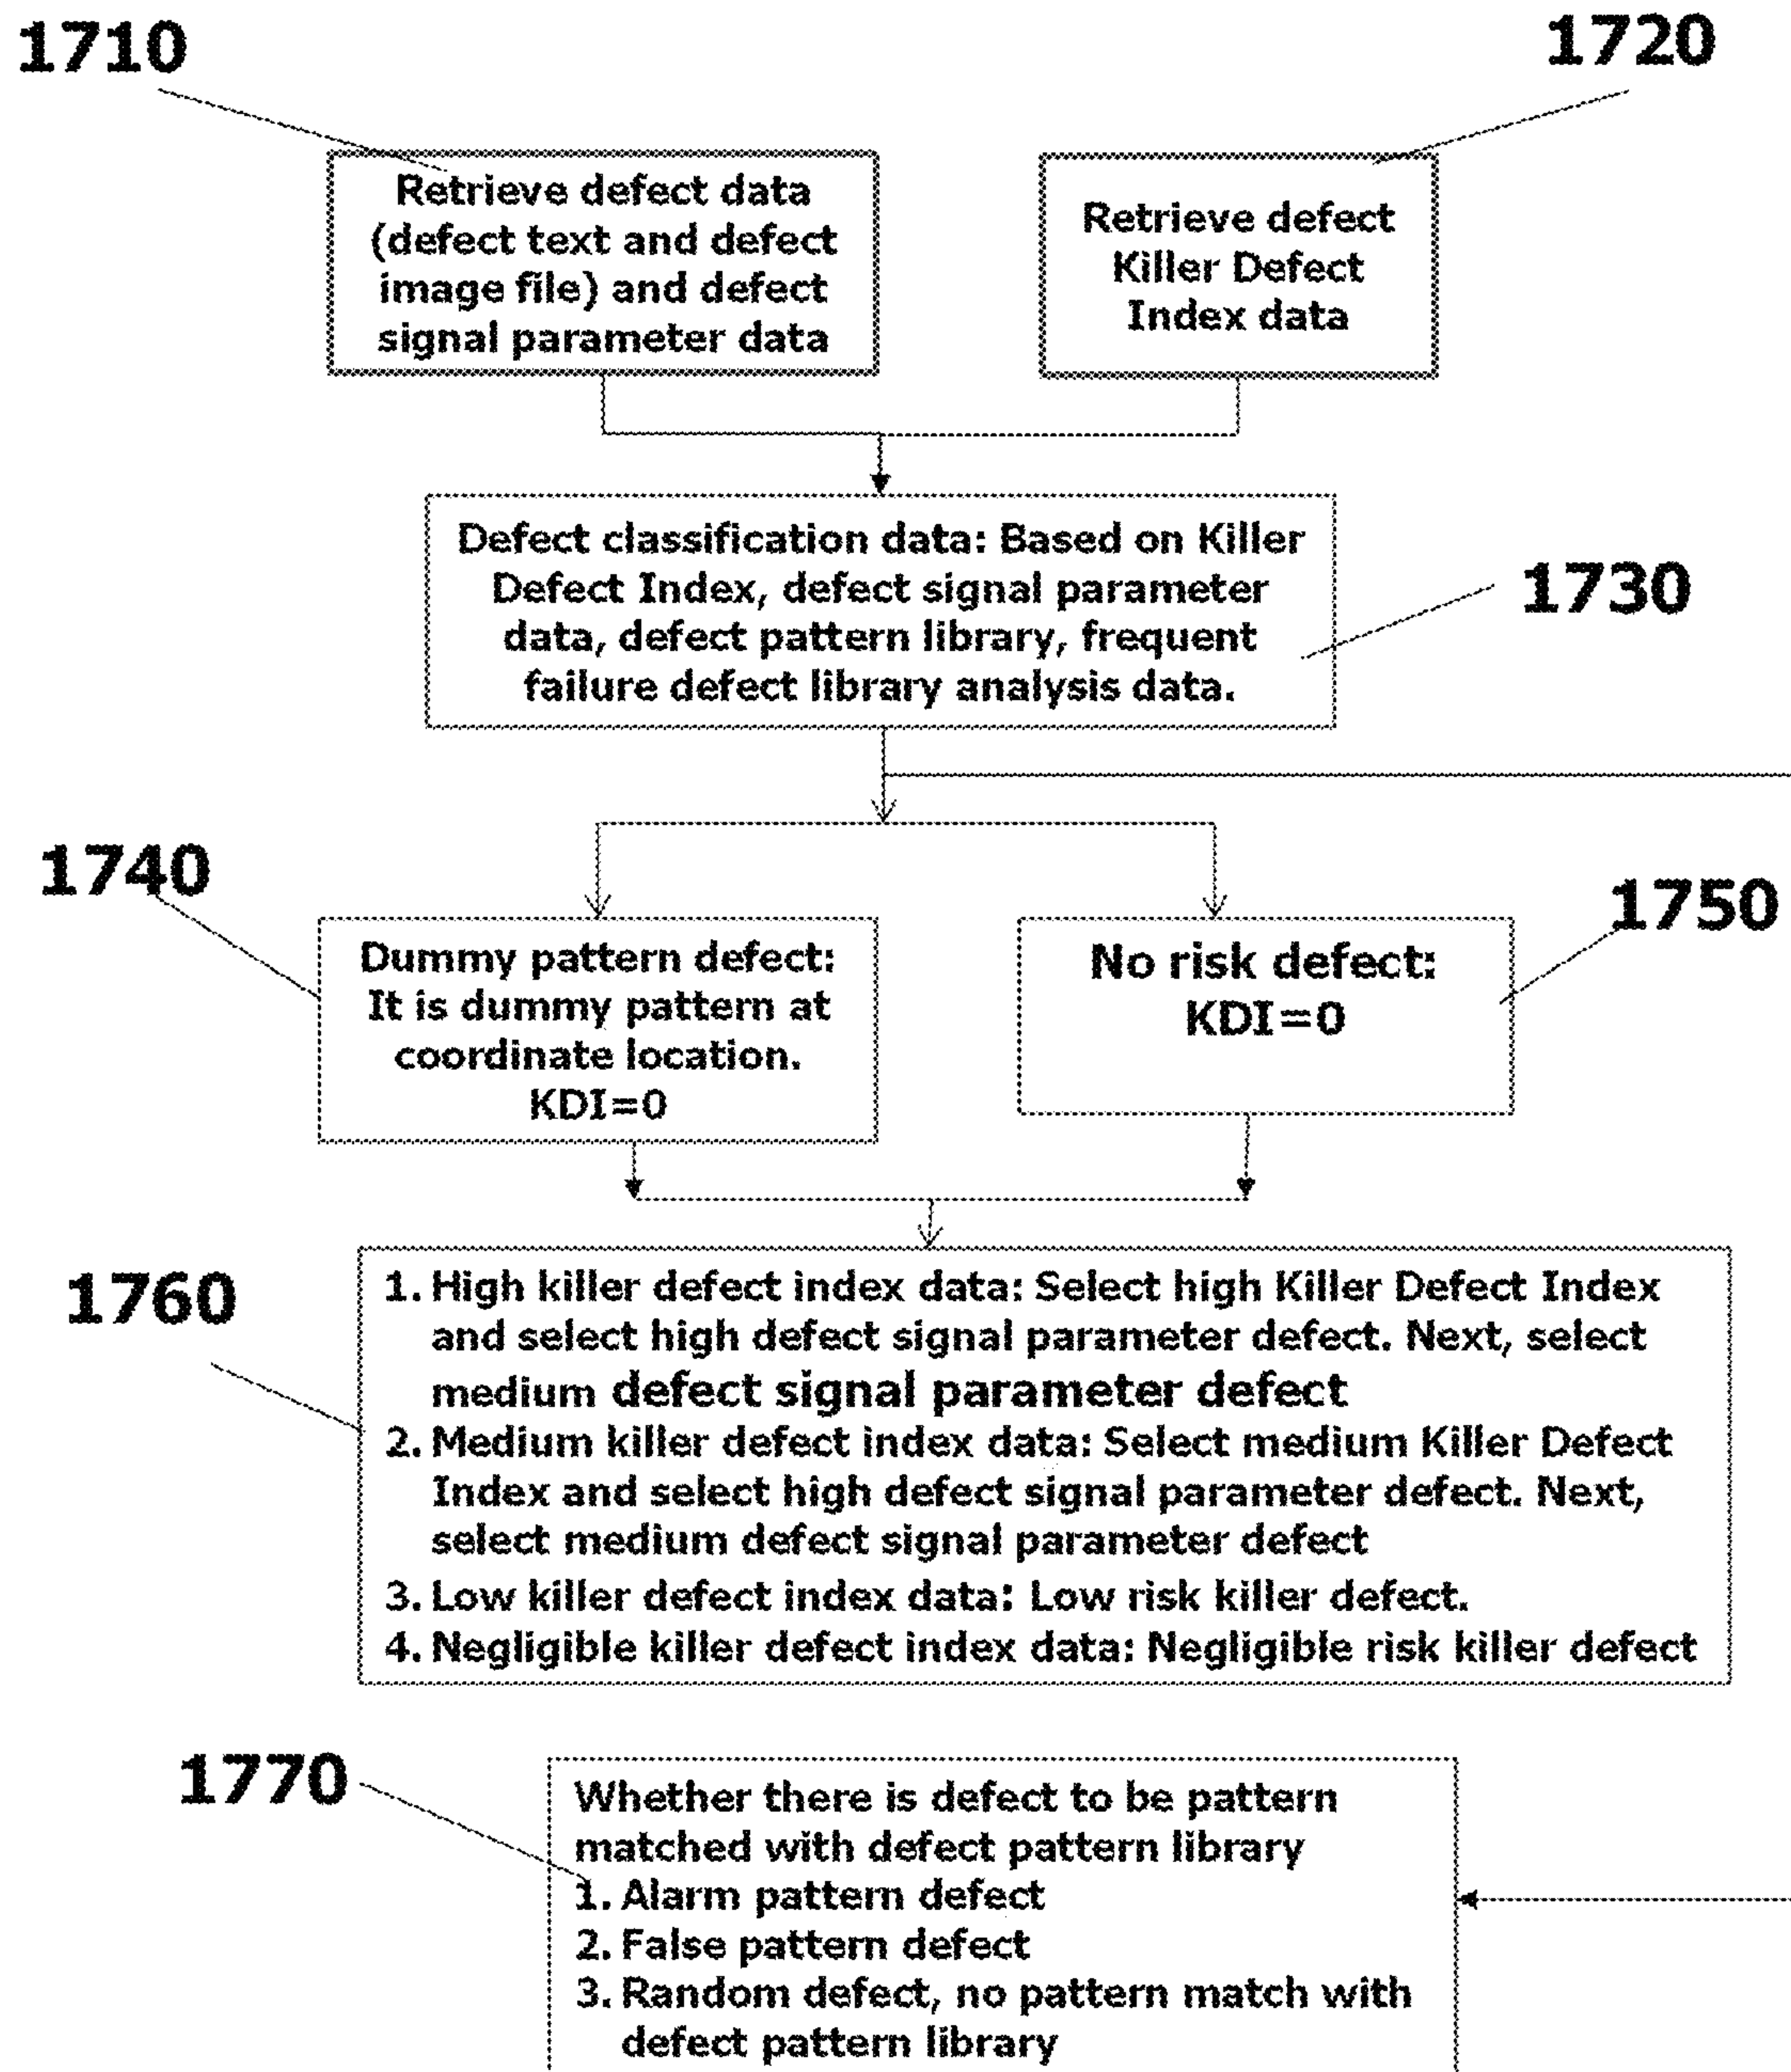 1710
1720
Retrieve defect data
(defect text and defect
image file) and defect
signal parameter data
Retrieve defect
Killer Defect
Index data
Defect classification data: Based on Killer
Defect Index, defect signal parameter
data, defect pattern library, frequent
failure defect library analysis data.
1730
1740
1750
Dummy pattern defect:
It is dummy pattern at
coordinate location.
KDI=0
No risk defect:
KDI=0
1760
1. High killer defect index data: Select high Killer Defect Index
and select high defect signal parameter defect. Next, select
medium defect signal parameter defect
2. Medium killer defect index data: Select medium Killer Defect
Index and select high defect signal parameter defect. Next,
select medium defect signal parameter defect
3. Low killer defect index data: Low risk killer defect.
4. Negligible killer defect index data: Negligible risk killer defect
1770
Whether there is defect to be pattern
matched with defect pattern library
1. Alarm pattern defect
2. False pattern defect
3. Random defect, no pattern match with
defect pattern library